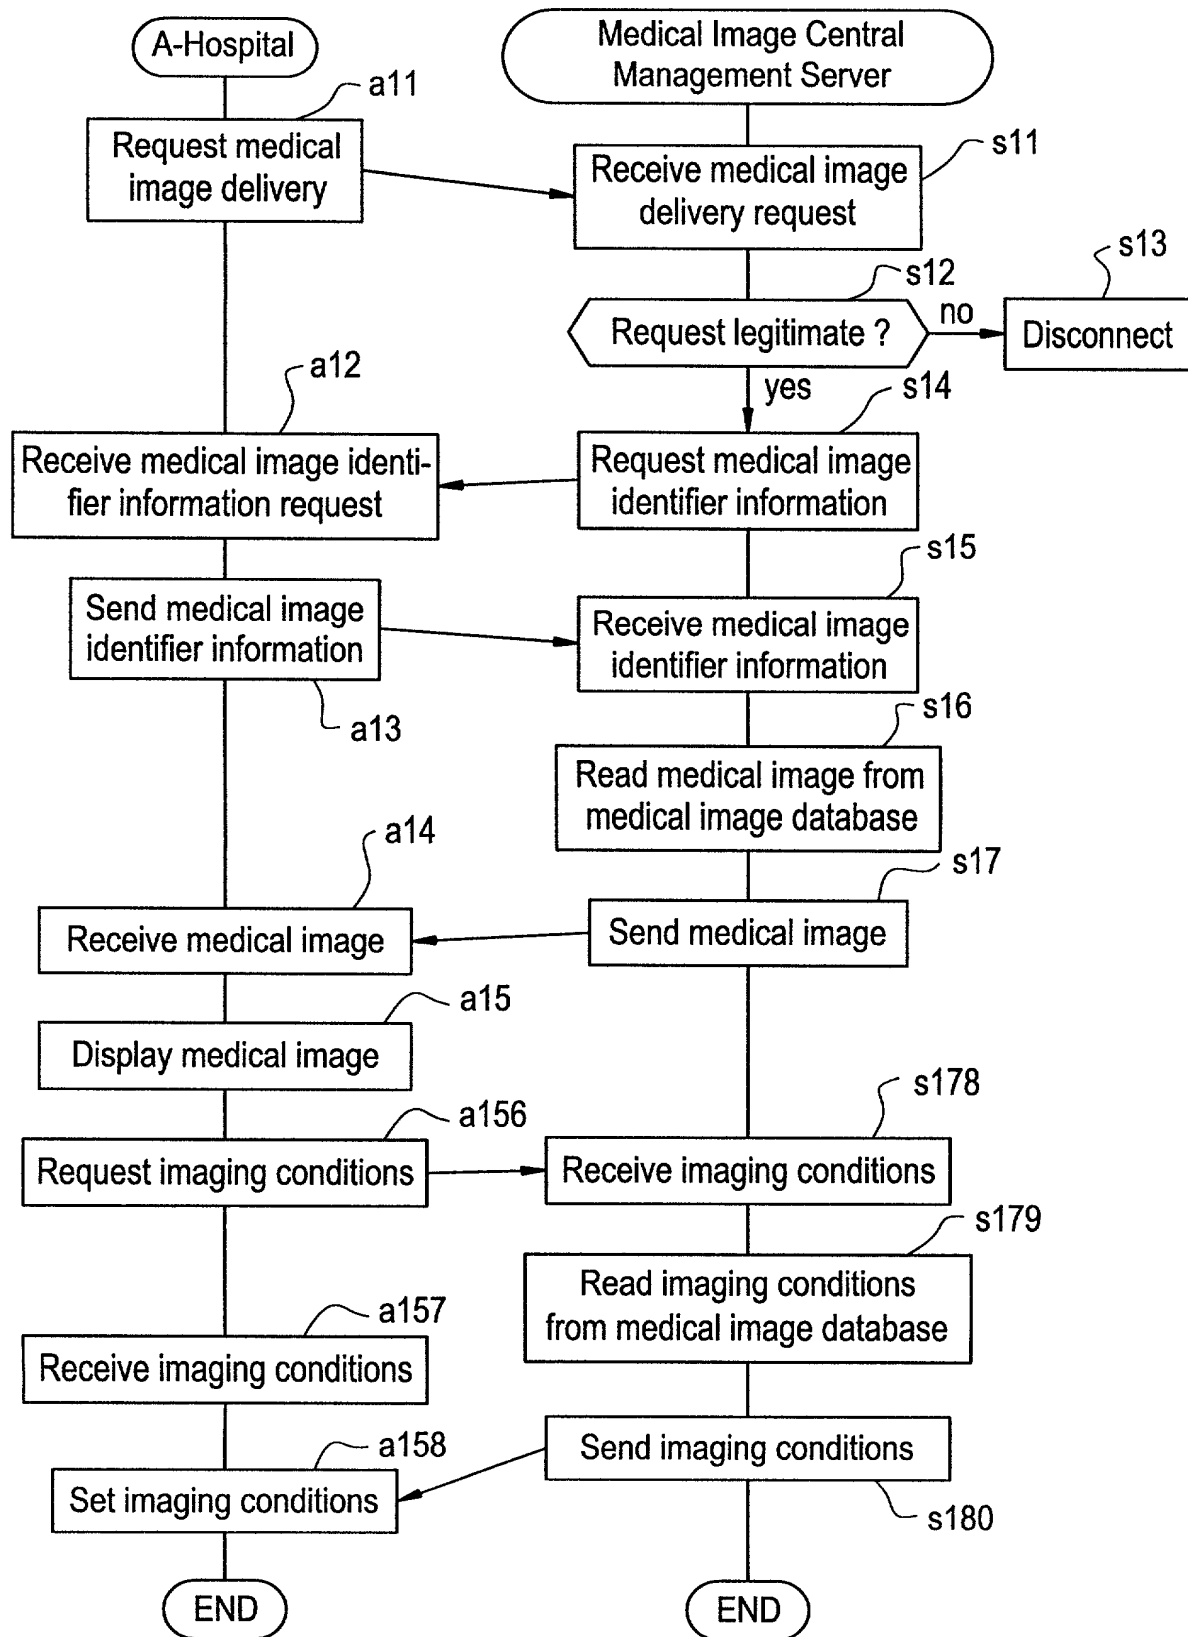 A-Hospital
Medical Image Central
Management Server
a11
Request medical
image delivery
s11
Receive medical image
delivery request
s12
s13
Request legitimate ?
no
Disconnect
yes
a12
s14
Receive medical image identi-
fier information request
Request medical image
identifier information
s15
Send medical image
identifier information
Receive medical image
identifier information
a13
s16
Read medical image from
medical image database
a14
s17
Receive medical image
Send medical image
a15
Display medical image
s178
a156
Request imaging conditions
Receive imaging conditions
s179
Read imaging conditions
from medical image database
a157
Receive imaging conditions
a158
Send imaging conditions
Set imaging conditions
s180
END
END